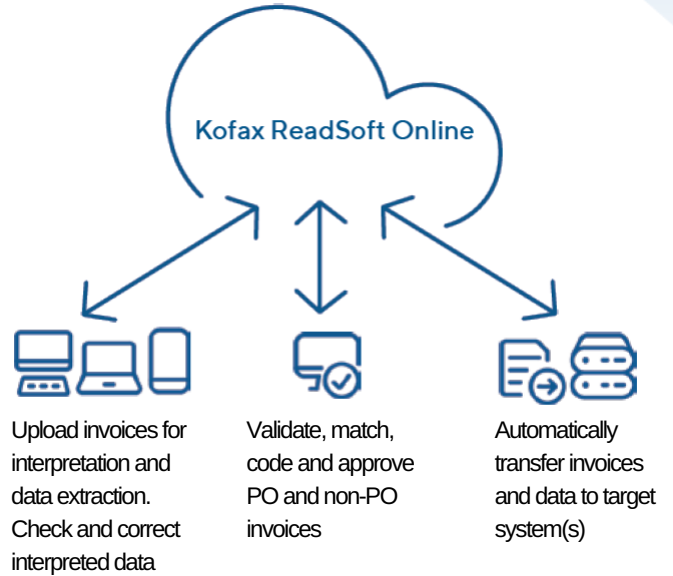 Kofax ReadSoft Online
Upload invoices for
interpretation and
data extraction.
Check and correct
interpreted data
Validate, match,
code and approve
PO and non-PO
invoices
Automatically
transfer invoices
and data to target
system(s)